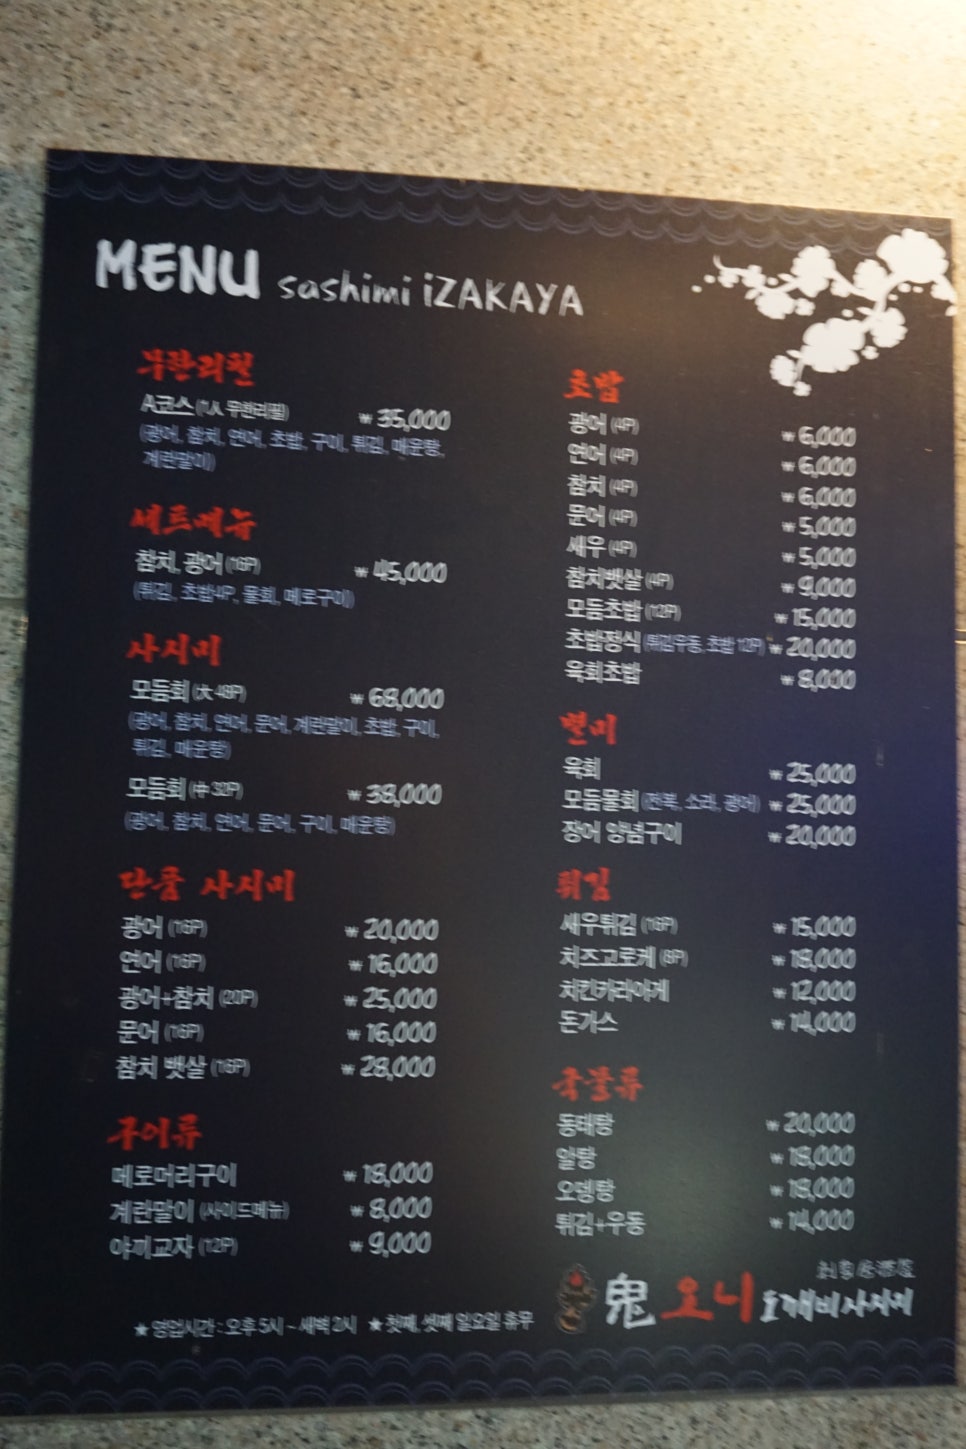 MENU sashimi iZAKAYA
무한리필
A코스 (1人 무한리필) ₩ 35,000
(광어, 참치, 연어, 초밥, 구이, 튀김, 매운탕,
계란말이)
세트메뉴
참치, 광어 (16P) ₩ 45,000
(튀김, 초밥4P, 물회, 메로구이)
사시미
모듬회 (大 48P) ₩ 68,000
(광어, 참치, 연어, 문어, 계란말이, 초밥, 구이,
튀김, 매운탕)
모듬회 (中 32P) ₩ 38,000
(광어, 참치, 연어, 문어, 구이, 매운탕)
단품 사시미
광어 (16P) ₩ 20,000
연어 (16P) ₩ 16,000
광어+참치 (20P) ₩ 25,000
문어 (16P) ₩ 16,000
참치 뱃살 (16P) ₩ 28,000
구이류
메로머리구이 ₩ 18,000
계란말이 (사이드메뉴) ₩ 8,000
야끼교자 (12P) ₩ 9,000
초밥
광어 (4P) ₩ 6,000
연어 (4P) ₩ 6,000
참치 (4P) ₩ 6,000
문어 (4P) ₩ 5,000
새우 (4P) ₩ 5,000
참치뱃살 (4P) ₩ 9,000
모듬초밥 (12P) ₩ 15,000
초밥정식 (튀김우동, 초밥 12P) ₩ 20,000
육회초밥 ₩ 8,000
별미
육회 ₩ 25,000
모듬물회 (전복, 소라, 광어) ₩ 25,000
장어 양념구이 ₩ 20,000
튀김
새우튀김 (16P) ₩ 15,000
치즈고로케 (8P) ₩ 18,000
치킨카라아게 ₩ 12,000
돈가스 ₩ 14,000
국물류
동태탕 ₩ 20,000
알탕 ₩ 18,000
오뎅탕 ₩ 18,000
튀김+우동 ₩ 14,000
鬼 오니 도깨비사시미
★ 영업시간 : 오후 5시 ~ 새벽 2시 ★ 첫째, 셋째 일요일 휴무